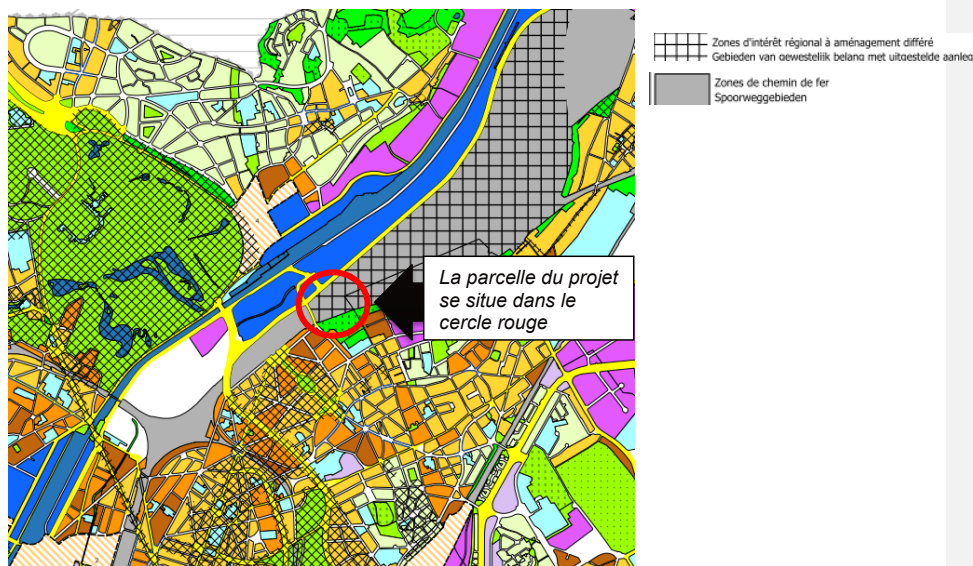 Zones d'intérêt régional à aménagement différé
Gebieden van gewestelijk belang met uitgestelde aanleg
Zones de chemin de fer
Spoorweggebieden
La parcelle du projet
se situe dans le
cercle rouge